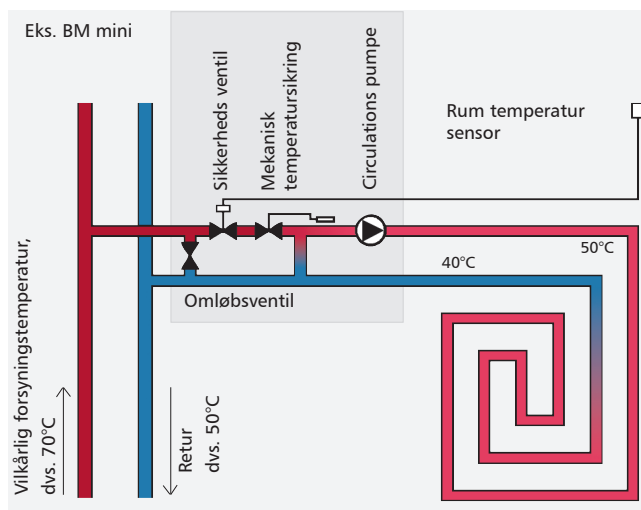 Eks. BM mini
Sikkerheds ventil
Mekanisk
temperatursikring
Circulations pumpe
Rum temperatur
sensor
50°C
40°C
Omløbsventil
Vilkårlig forsyningstemperatur,
dvs. 70°C
Retur
dvs. 50°C